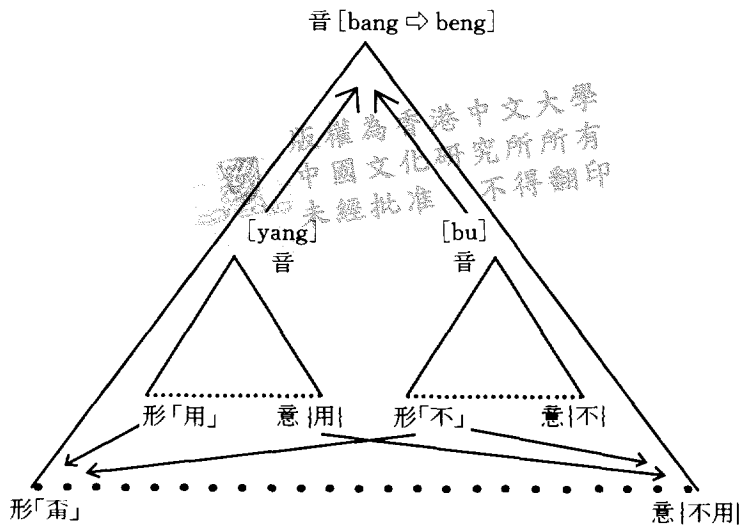 音[bang ⇨ beng]
版權為香港中文大學
中國文化研究所所有
未經批准 不得翻印
[yang] [bu]
音 音
形「用」 意{用} 形「不」 意{不}
形「甭」 意{不用}